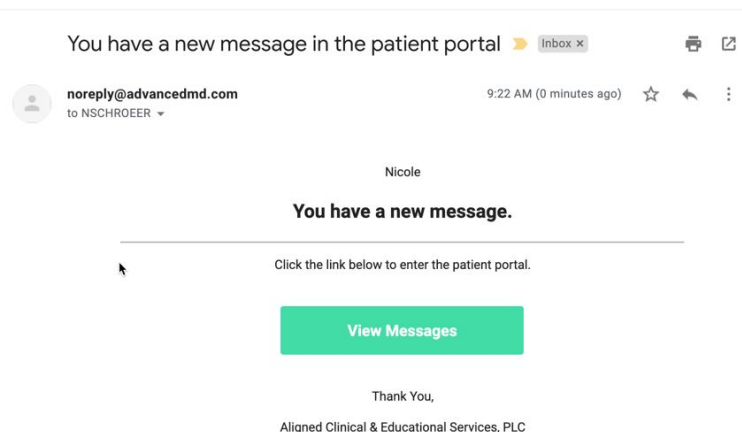 You have a new message in the patient portal Inbox ×
noreply@advancedmd.com 9:22 AM (0 minutes ago)
to NSCHROEER
Nicole
You have a new message.
Click the link below to enter the patient portal.
View Messages
Thank You,
Aligned Clinical & Educational Services, PLC